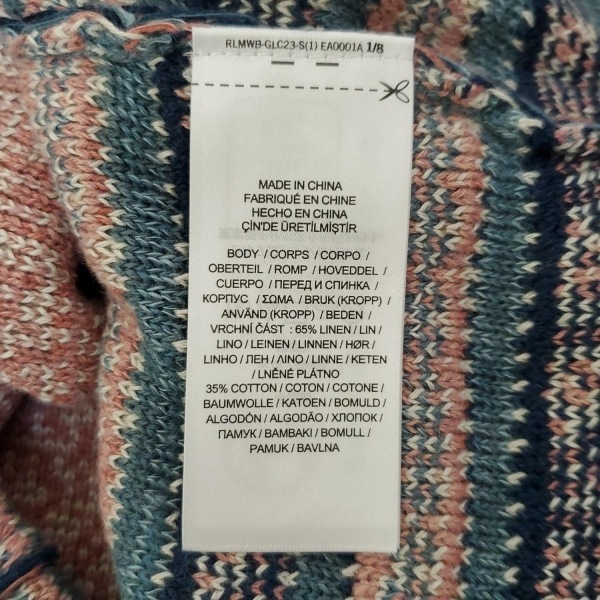 RLMWB-GLC23-S(1) EA0001A 1/8
MADE IN CHINA
FABRIQUÉ EN CHINE
HECHO EN CHINA
ÇİN'DE ÜRETİLMİŞTİR
BODY / CORPS / CORPO /
OBERTEIL / ROMP / HOVEDDEL /
CUERPO / ПЕРЕД И СПИНКА /
КОРПУС / ΣΩΜΑ / BRUK (KROPP) /
ANVÄND (KROPP) / BEDEN /
VRCHNÍ ČÁST : 65% LINEN / LIN /
LINO / LEINEN / LINNEN / HØR /
LINHO / ЛЕН / ΛΙΝΟ / LINNE / KETEN
/ LNĚNÉ PLÁTNO
35% COTTON / COTON / COTONE /
BAUMWOLLE / KATOEN / BOMULD /
ALGODÓN / ALGODÃO / ХЛОПОК /
ПАМУК / ΒΑΜΒΑΚΙ / BOMULL /
PAMUK / BAVLNA